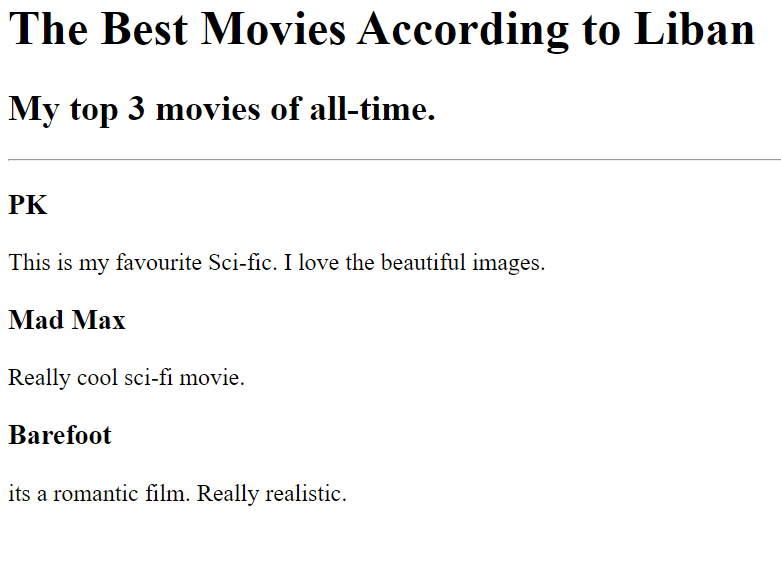 The Best Movies According to Liban
My top 3 movies of all-time.
PK
This is my favourite Sci-fic. I love the beautiful images.
Mad Max
Really cool sci-fi movie.
Barefoot
its a romantic film. Really realistic.